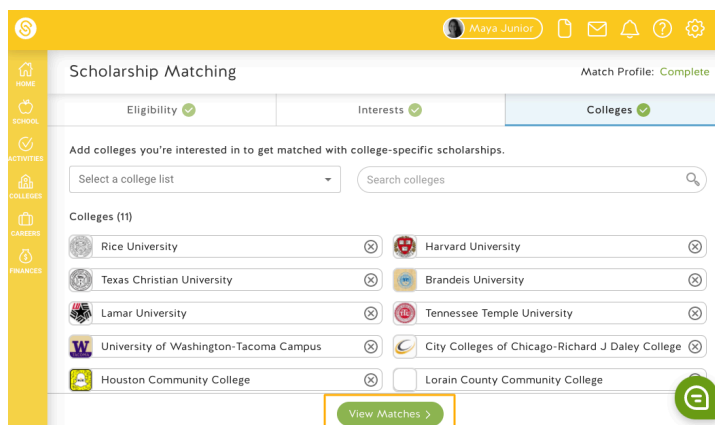 Maya Junior
HOME
SCHOOL
ACTIVITIES
COLLEGES
CAREERS
FINANCES
Scholarship Matching
Match Profile: Complete
Eligibility
Interests
Colleges
Add colleges you're interested in to get matched with college-specific scholarships.
Select a college list
Search colleges
Colleges (11)
Rice University
Harvard University
Texas Christian University
Brandeis University
Lamar University
Tennessee Temple University
University of Washington-Tacoma Campus
City Colleges of Chicago-Richard J Daley College
Houston Community College
Lorain County Community College
View Matches >